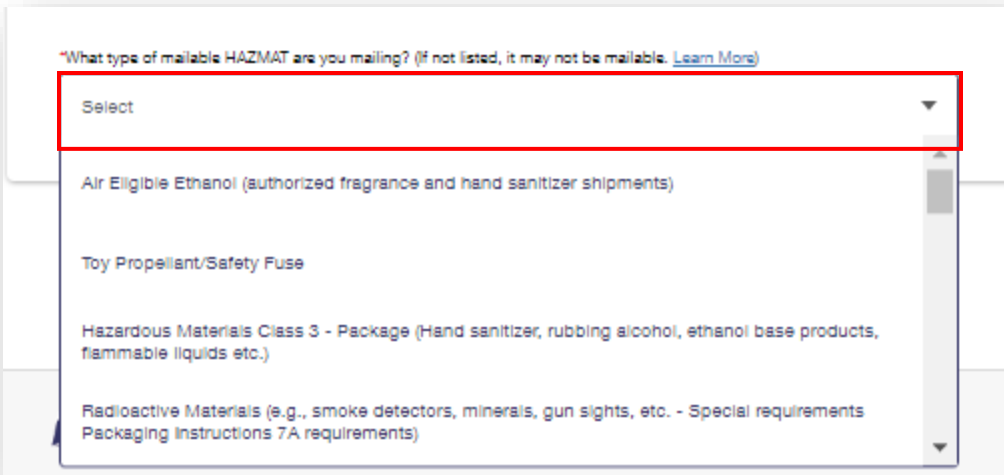 *What type of mailable HAZMAT are you mailing? (If not listed, it may not be mailable. Learn More)
Select
Air Eligible Ethanol (authorized fragrance and hand sanitizer shipments)
Toy Propellant/Safety Fuse
Hazardous Materials Class 3 - Package (Hand sanitizer, rubbing alcohol, ethanol base products,
flammable liquids etc.)
Radioactive Materials (e.g., smoke detectors, minerals, gun sights, etc. - Special requirements
Packaging Instructions 7A requirements)